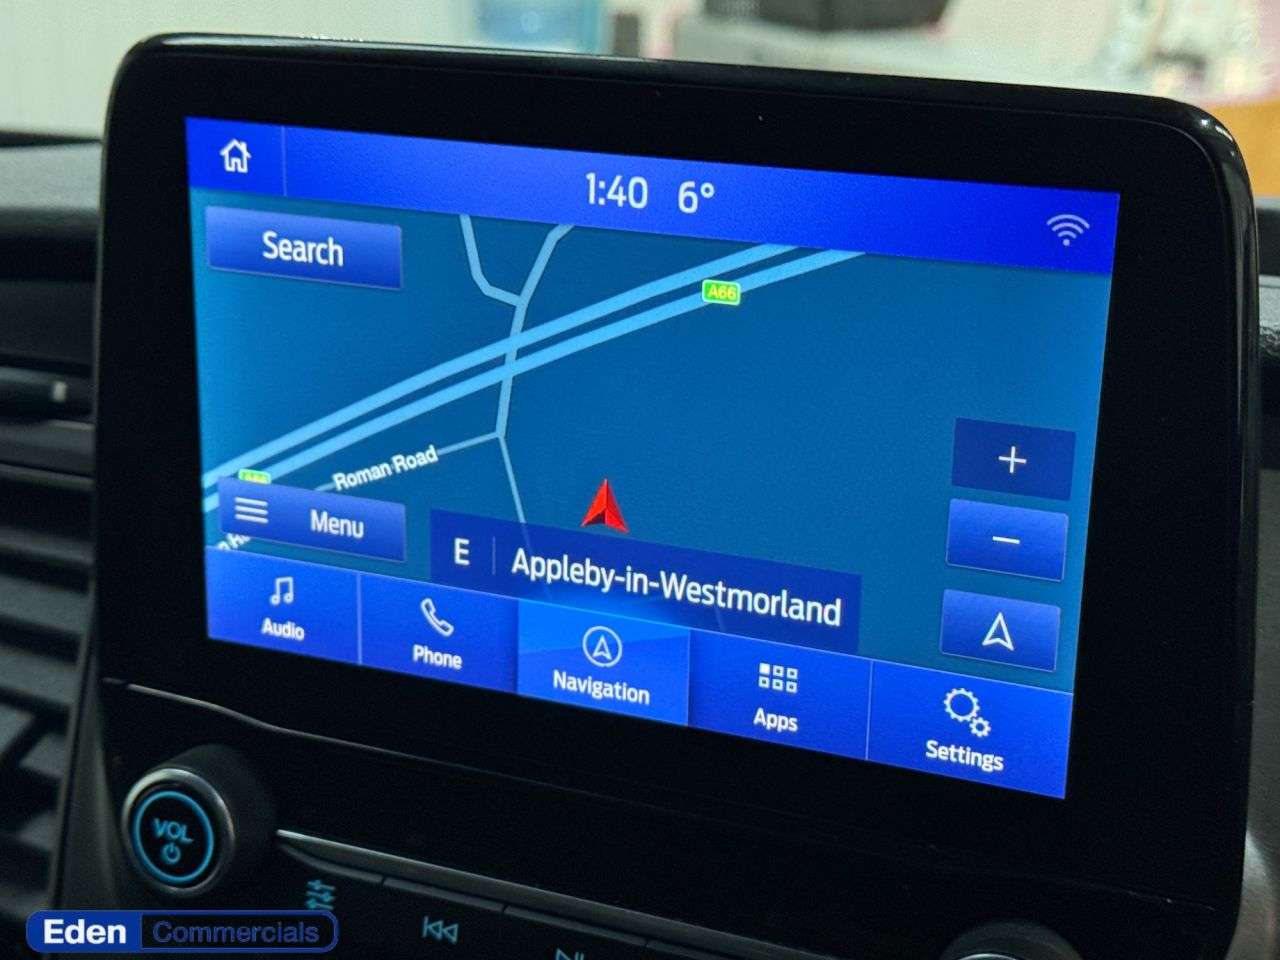 1:40 6°
Search
A66
Roman Road
Menu
E Appleby-in-Westmorland
+
−
Audio
Phone
Navigation
Apps
Settings
VOL
Eden Commercials